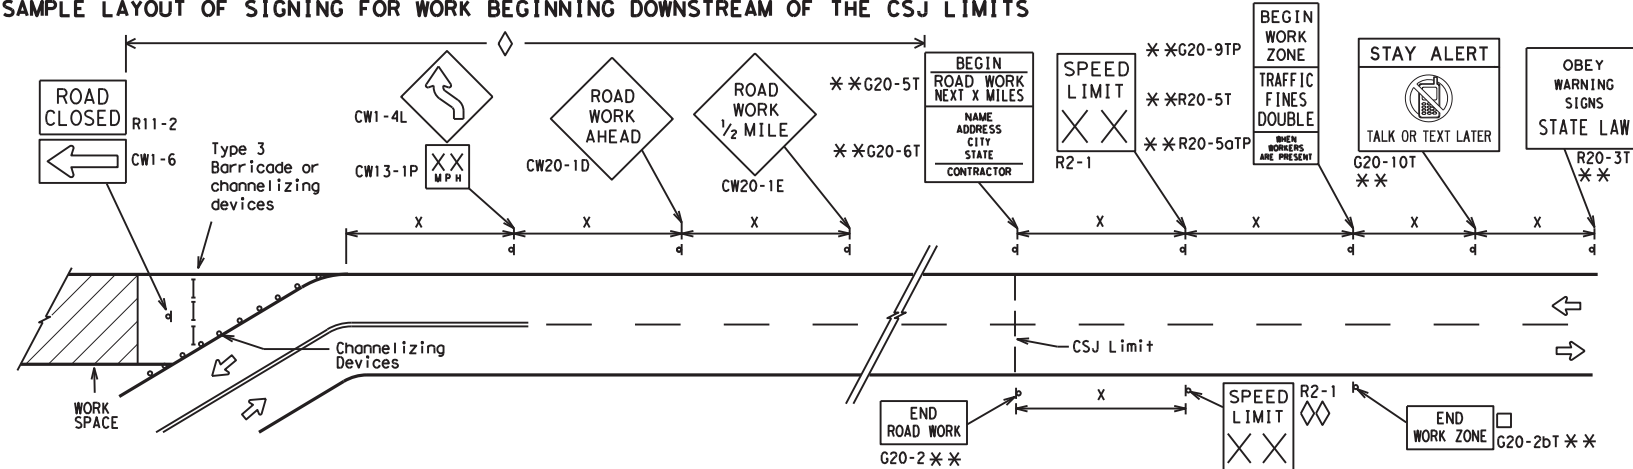 SAMPLE LAYOUT OF SIGNING FOR WORK BEGINNING DOWNSTREAM OF THE CSJ LIMITS
ROAD
CLOSED
R11-2
CW1-6
Type 3
Barricade or
channelizing
devices
CW1-4L
CW13-1P
XX
MPH
ROAD
WORK
AHEAD
CW20-1D
ROAD
WORK
1/2 MILE
CW20-1E
**G20-5T
**G20-6T
BEGIN
ROAD WORK
NEXT X MILES
NAME
ADDRESS
CITY
STATE
CONTRACTOR
SPEED
LIMIT
XX
R2-1
**G20-9TP
**R20-5T
**R20-5aTP
BEGIN
WORK
ZONE
TRAFFIC
FINES
DOUBLE
WHEN
WORKERS
ARE PRESENT
STAY ALERT
TALK OR TEXT LATER
G20-10T
**
OBEY
WARNING
SIGNS
STATE LAW
R20-3T
**
X
X
X
X
X
X
X
Channelizing
Devices
CSJ Limit
WORK
SPACE
END
ROAD WORK
G20-2**
X
SPEED
LIMIT
XX
R2-1
END
WORK ZONE
G20-2bT **